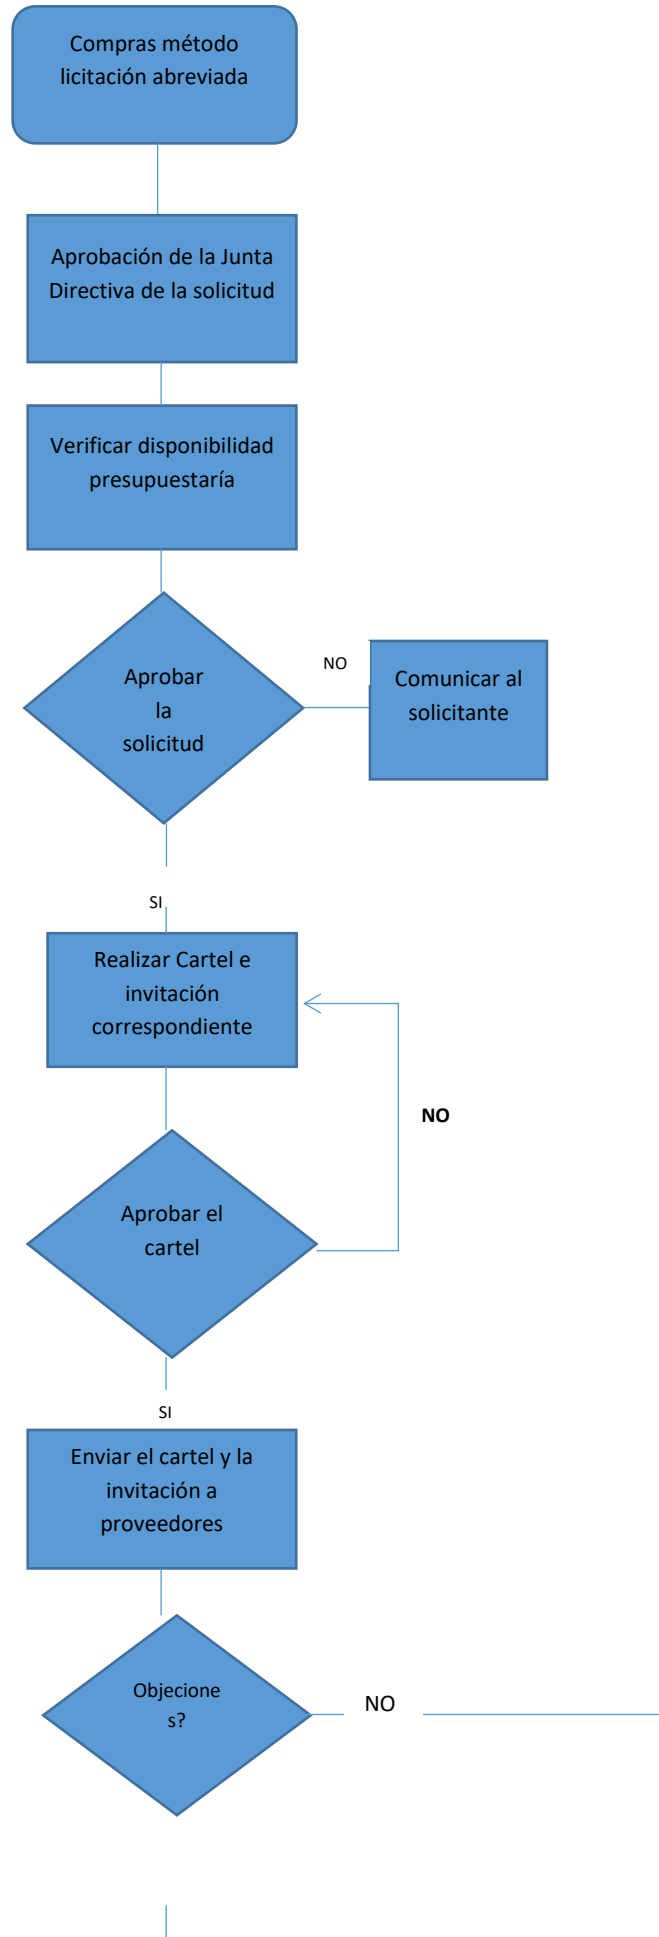 Compras método
licitación abreviada
Aprobación de la Junta
Directiva de la solicitud
Verificar disponibilidad
presupuestaría
Aprobar
la
solicitud
NO
Comunicar al
solicitante
SI
Realizar Cartel e
invitación
correspondiente
NO
Aprobar el
cartel
SI
Enviar el cartel y la
invitación a
proveedores
Objecione
s?
NO